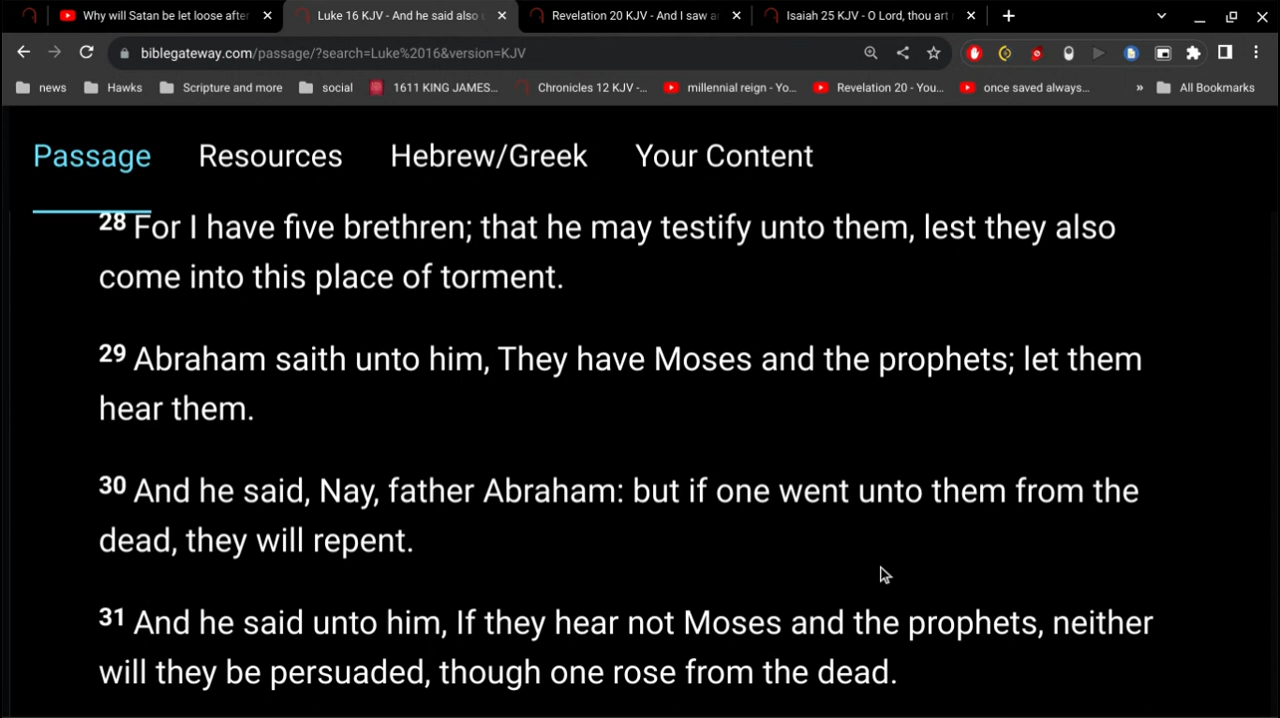 Why will Satan be let loose after
Luke 16 KJV - And he said also
Revelation 20 KJV - And I saw a
Isaiah 25 KJV - O Lord, thou art
biblegateway.com/passage/?search=Luke%2016&version=KJV
news
Hawks
Scripture and more
social
1611 KING JAMES...
Chronicles 12 KJV -...
millennial reign - Yo...
Revelation 20 - You...
once saved always...
»
All Bookmarks
Passage
Resources
Hebrew/Greek
Your Content
28 For I have five brethren; that he may testify unto them, lest they also
come into this place of torment.
29 Abraham saith unto him, They have Moses and the prophets; let them
hear them.
30 And he said, Nay, father Abraham: but if one went unto them from the
dead, they will repent.
31 And he said unto him, If they hear not Moses and the prophets, neither
will they be persuaded, though one rose from the dead.